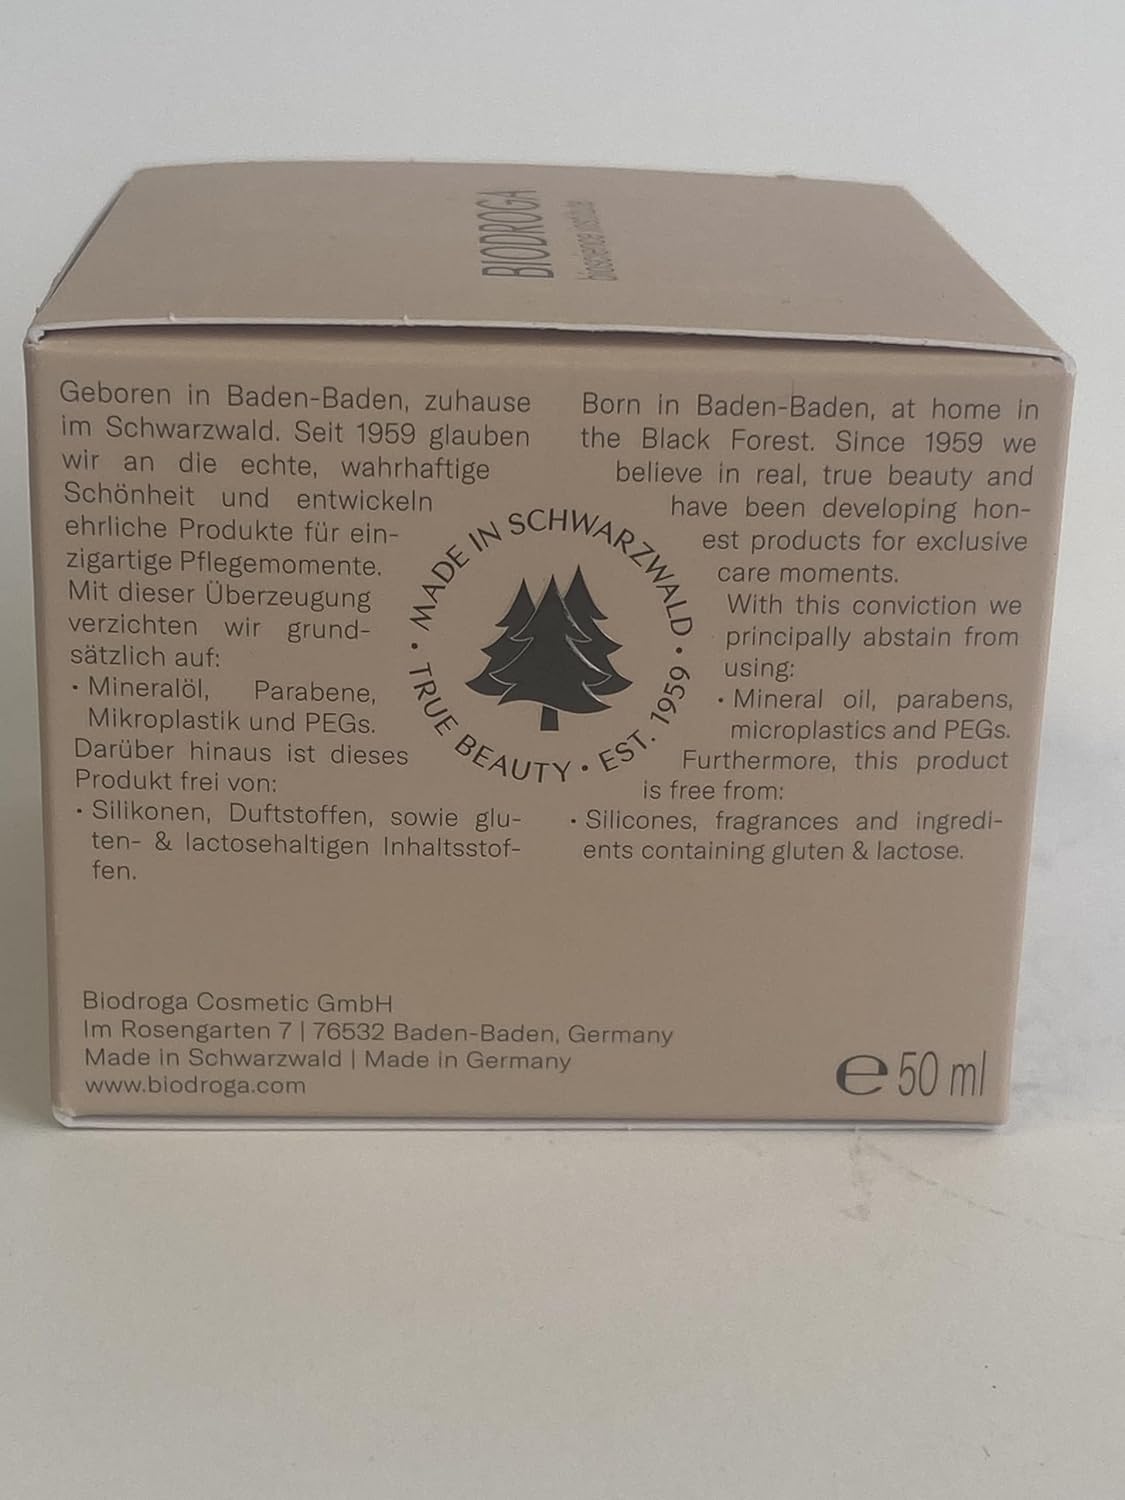 BIODROGA
bioscience institute
Geboren in Baden-Baden, zuhause
im Schwarzwald. Seit 1959 glauben
wir an die echte, wahrhaftige
Schönheit und entwickeln
ehrliche Produkte für ein-
zigartige Pflegemomente.
Mit dieser Überzeugung
verzichten wir grund-
sätzlich auf:
· Mineralöl, Parabene,
Mikroplastik und PEGs.
Darüber hinaus ist dieses
Produkt frei von:
· Silikonen, Duftstoffen, sowie glu-
ten- & lactosehaltigen Inhaltsstof-
fen.
MADE IN SCHWARZWALD · EST. 1959 · TRUE BEAUTY ·
Born in Baden-Baden, at home in
the Black Forest. Since 1959 we
believe in real, true beauty and
have been developing hon-
est products for exclusive
care moments.
With this conviction we
principally abstain from
using:
· Mineral oil, parabens,
microplastics and PEGs.
Furthermore, this product
is free from:
· Silicones, fragrances and ingredi-
ents containing gluten & lactose.
Biodroga Cosmetic GmbH
Im Rosengarten 7 | 76532 Baden-Baden, Germany
Made in Schwarzwald | Made in Germany
www.biodroga.com
℮ 50 ml